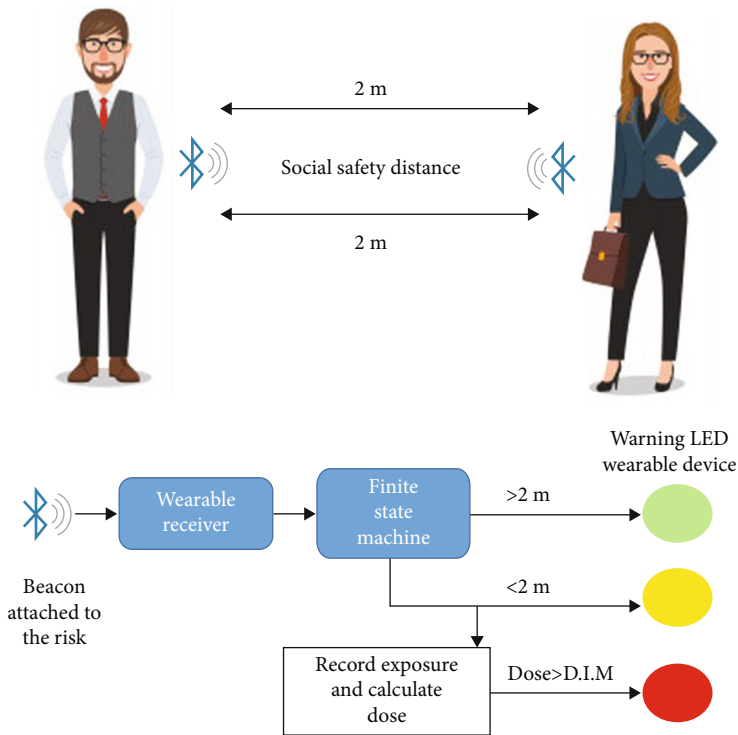 2 m
Social safety distance
2 m
Warning LED
wearable device
Wearable
receiver
Finite
state
machine
>2 m
Beacon
attached to
the risk
<2 m
Record exposure
and calculate
dose
Dose>D.I.M